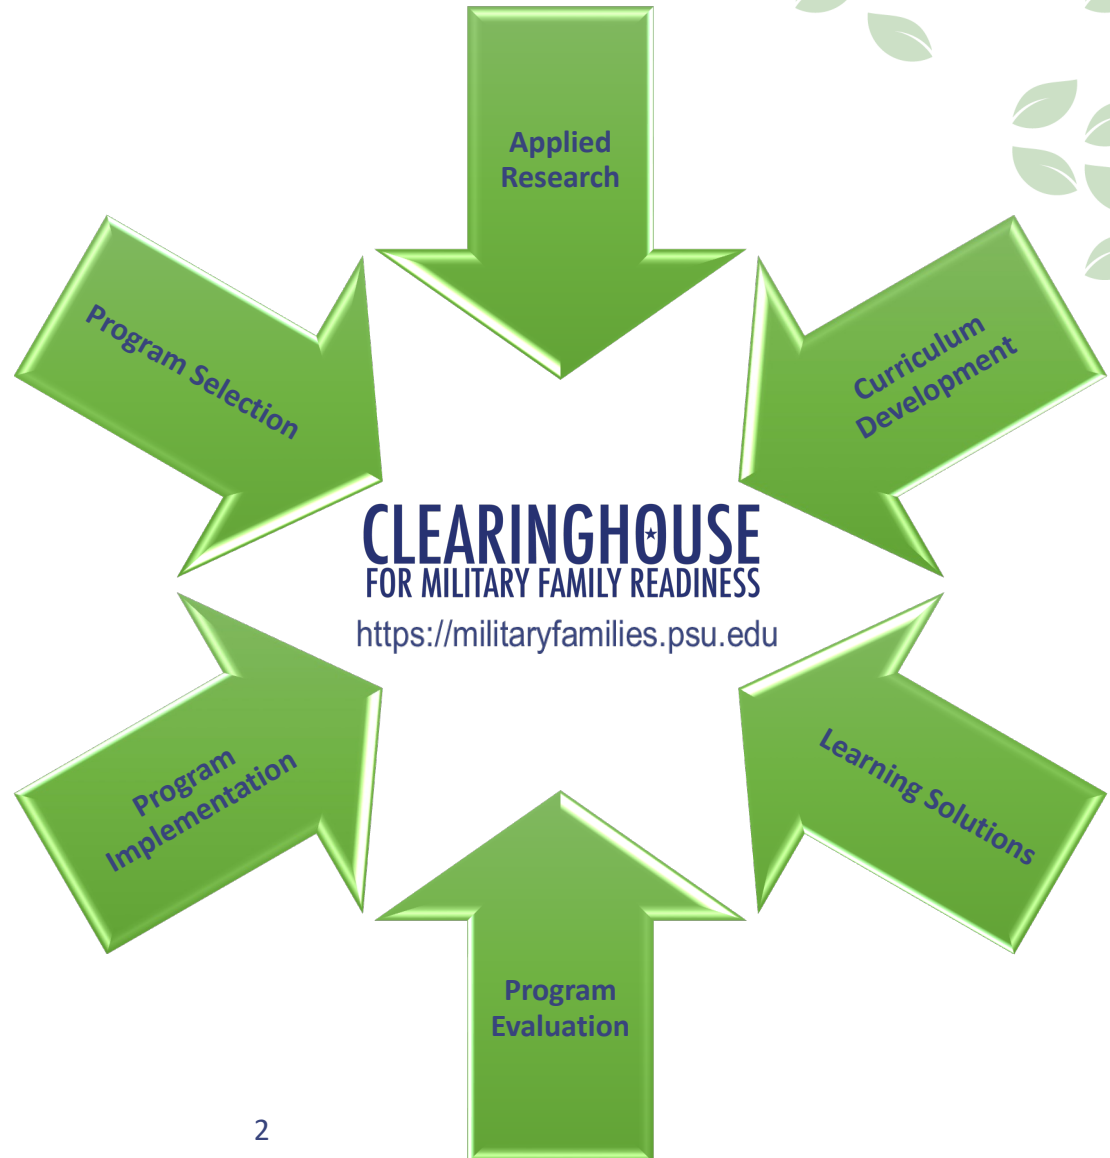 Applied
Research
Curriculum
Development
Learning Solutions
Program
Evaluation
Program
Implementation
Program Selection
CLEARINGHOUSE
FOR MILITARY FAMILY READINESS
https://militaryfamilies.psu.edu
2